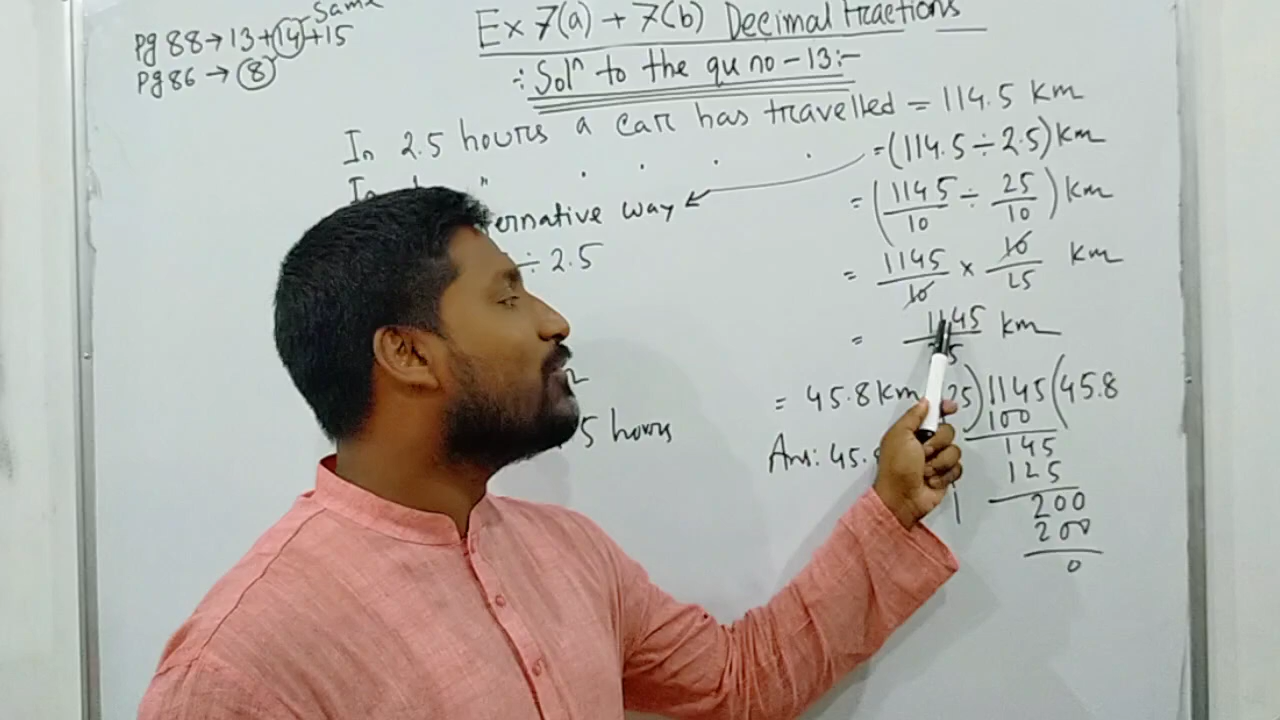 Same
pg 88→13+14+15
pg 86 → 8
Ex 7(a) + 7(b) Decimal fractions
÷ Solⁿ to the qu no - 13:-
In 2.5 hours a car has travelled = 114.5 km
In " . . . . = (114.5 ÷ 2.5) km
ernative way
= (1145/10 ÷ 25/10) km
÷ 2.5
= 1145/10 × 10/25 km
= 1145/25 km
= 45.8 km
25) 1145 (45.8
100
145
125
200
200
0
5 hours
Ans: 45.